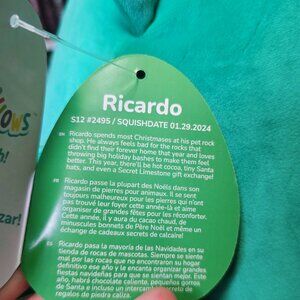 OWS
h!
zar!
Ricardo
S12 #2495 / SQUISHDATE 01.29.2024
EN Ricardo spends most Christmases at his pet rock
shop. He always feels bad for the rocks that
didn't find their forever home that year and loves
throwing big holiday bashes to make them feel
better. This year, there'll be hot cocoa, tiny Santa
hats, and even a Secret Limestone gift exchange!
FR Ricardo passe la plupart des Noëls dans son
magasin de pierres pour animaux. Il se sent
toujours malheureux pour les pierres qui n'ont
pas trouvé leur foyer cette année-là et aime
organiser de grandes fêtes pour les réconforter.
Cette année, il y aura du cacao chaud, de
minuscules bonnets de Père Noël et même un
échange de cadeaux secrets de calcaire!
ES Ricardo pasa la mayoría de las Navidades en su
tienda de rocas de mascotas. Siempre se siente
mal por las rocas que no encontraron su hogar
definitivo ese año y le encanta organizar grandes
fiestas navideñas para que se sientan mejor. Este
año, habrá chocolate caliente, pequeños gorros
de Santa e incluso un intercambio secreto de
regalos de piedra caliza.